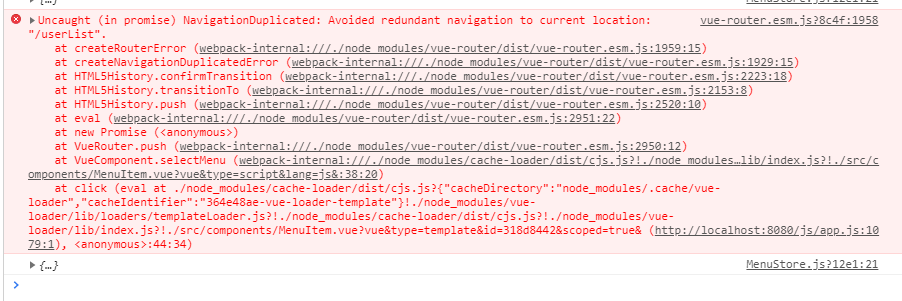 {…} MenuStore.js?12e1:21
Uncaught (in promise) NavigationDuplicated: Avoided redundant navigation to current location: vue-router.esm.js?8c4f:1958
"/userList".
at createRouterError (webpack-internal:///./node_modules/vue-router/dist/vue-router.esm.js:1959:15)
at createNavigationDuplicatedError (webpack-internal:///./node_modules/vue-router/dist/vue-router.esm.js:1929:15)
at HTML5History.confirmTransition (webpack-internal:///./node_modules/vue-router/dist/vue-router.esm.js:2223:18)
at HTML5History.transitionTo (webpack-internal:///./node_modules/vue-router/dist/vue-router.esm.js:2153:8)
at HTML5History.push (webpack-internal:///./node_modules/vue-router/dist/vue-router.esm.js:2520:10)
at eval (webpack-internal:///./node_modules/vue-router/dist/vue-router.esm.js:2951:22)
at new Promise (<anonymous>)
at VueRouter.push (webpack-internal:///./node_modules/vue-router/dist/vue-router.esm.js:2950:12)
at VueComponent.selectMenu (webpack-internal:///./node_modules/cache-loader/dist/cjs.js?!./node_modules…lib/index.js?!./src/c
omponents/MenuItem.vue?vue&type=script&lang=js&:38:20)
at click (eval at ./node_modules/cache-loader/dist/cjs.js?{"cacheDirectory":"node_modules/.cache/vue-
loader","cacheIdentifier":"364e48ae-vue-loader-template"}!./node_modules/vue-
loader/lib/loaders/templateLoader.js?!./node_modules/cache-loader/dist/cjs.js?!./node_modules/vue-
loader/lib/index.js?!./src/components/MenuItem.vue?vue&type=template&id=318d8442&scoped=true& (http://localhost:8080/js/app.js:10
79:1), <anonymous>:44:34)
{…} MenuStore.js?12e1:21